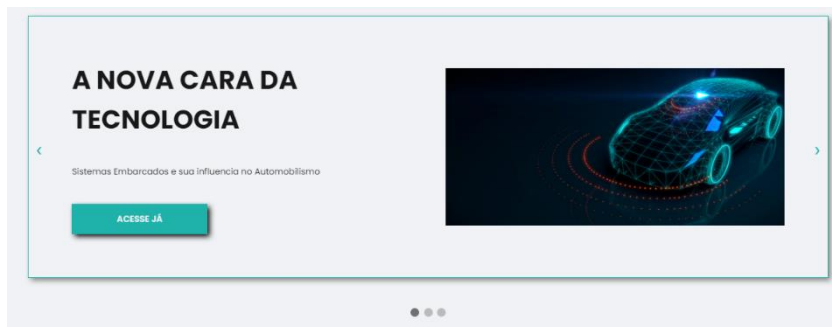 A NOVA CARA DA
TECNOLOGIA
Sistemas Embarcados e sua influencia no Automobilismo
ACESSE JÁ